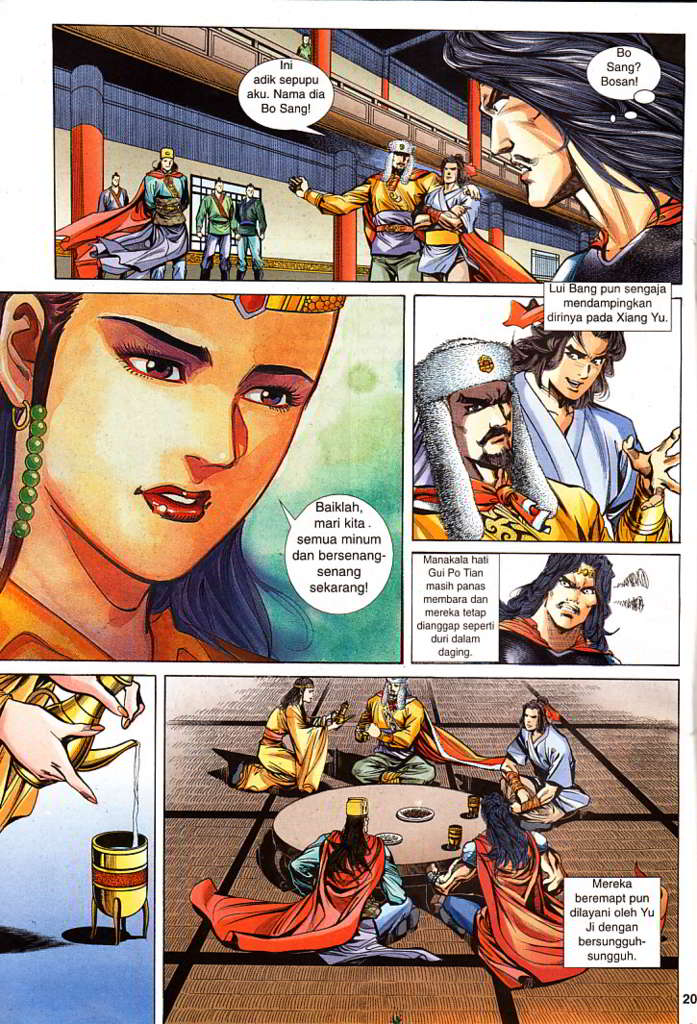 Ini
adik sepupu
aku. Nama dia
Bo Sang!
Bo
Sang?
Bosan!
Lui Bang pun sengaja
mendampingkan
dirinya pada Xiang Yu.
Baiklah,
mari kita .
semua minum
dan bersenang-
senang
sekarang!
Manakala hati
Gui Po Tian
masih panas
membara dan
mereka tetap
dianggap seperti
duri dalam
daging.
Mereka
beremapt pun
dilayani oleh Yu
Ji dengan
bersungguh-
sungguh.
20